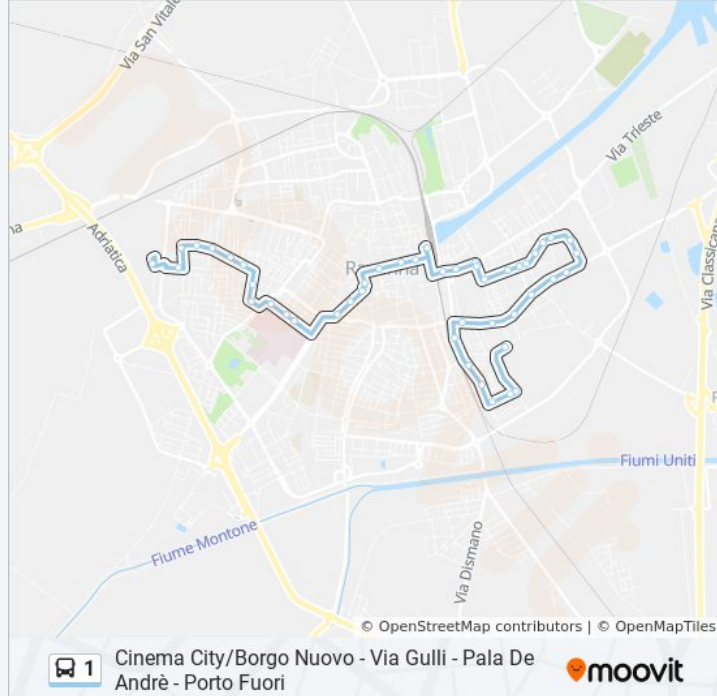 Via San Vitale
Via Trieste
Adriatica
Via Classicana
Fiumi Uniti
Fiume Montone
Via Dismano
© OpenStreetMap contributors | © OpenMapTiles
1
Cinema City/Borgo Nuovo - Via Gulli - Pala De
Andrè - Porto Fuori
moovit